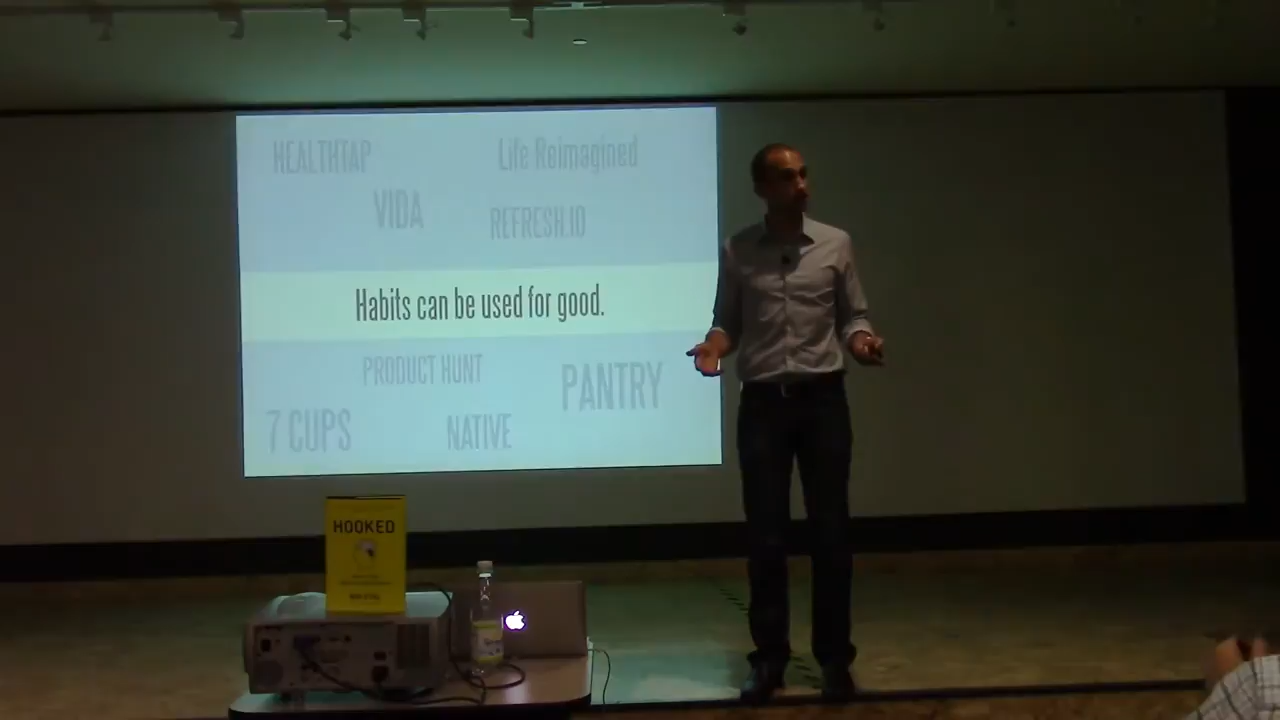 HEALTHTAP
Life Reimagined
VIDA
REFRESH.IO
Habits can be used for good.
PRODUCT HUNT
PANTRY
7 CUPS
NATIVE
HOOKED